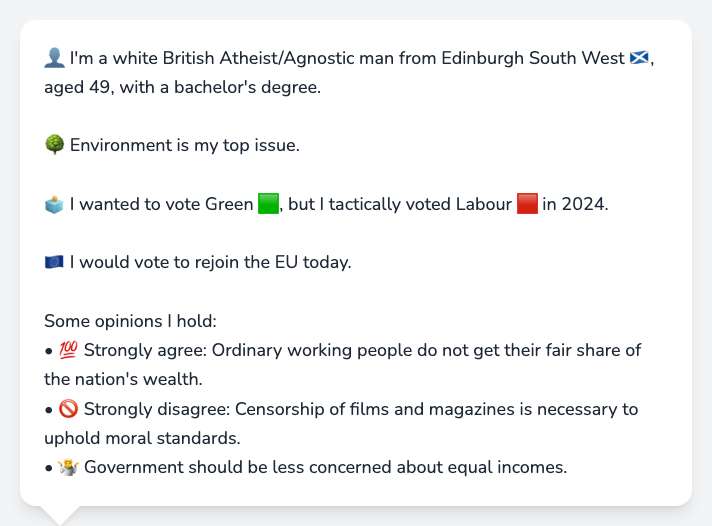 👤 I'm a white British Atheist/Agnostic man from Edinburgh South West 🏴󠁧󠁢󠁳󠁣󠁴󠁿,
aged 49, with a bachelor's degree.
🌳 Environment is my top issue.
🗳️ I wanted to vote Green 🟩, but I tactically voted Labour 🟥 in 2024.
🇪🇺 I would vote to rejoin the EU today.
Some opinions I hold:
• 💯 Strongly agree: Ordinary working people do not get their fair share of
the nation's wealth.
• 🚫 Strongly disagree: Censorship of films and magazines is necessary to
uphold moral standards.
• 🤷 Government should be less concerned about equal incomes.